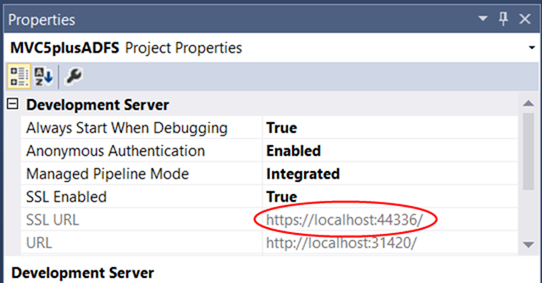 Properties
MVC5plusADFS Project Properties
Development Server
Always Start When Debugging True
Anonymous Authentication Enabled
Managed Pipeline Mode Integrated
SSL Enabled True
SSL URL https://localhost:44336/
URL http://localhost:31420/
Development Server